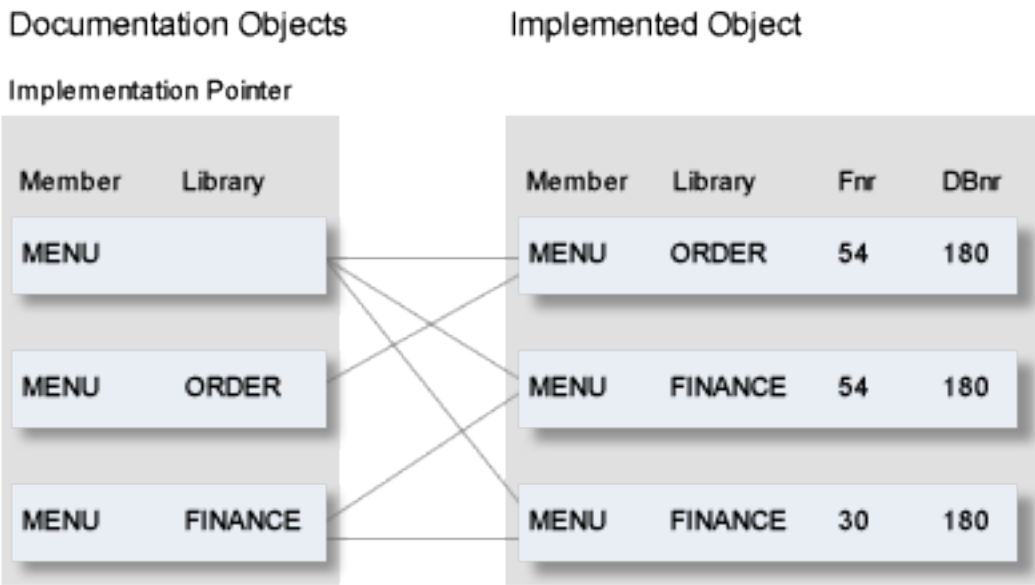 Documentation Objects
Implementation Pointer
Member Library
MENU
MENU ORDER
MENU FINANCE
Implemented Object
Member Library Fnr DBnr
MENU ORDER 54 180
MENU FINANCE 54 180
MENU FINANCE 30 180